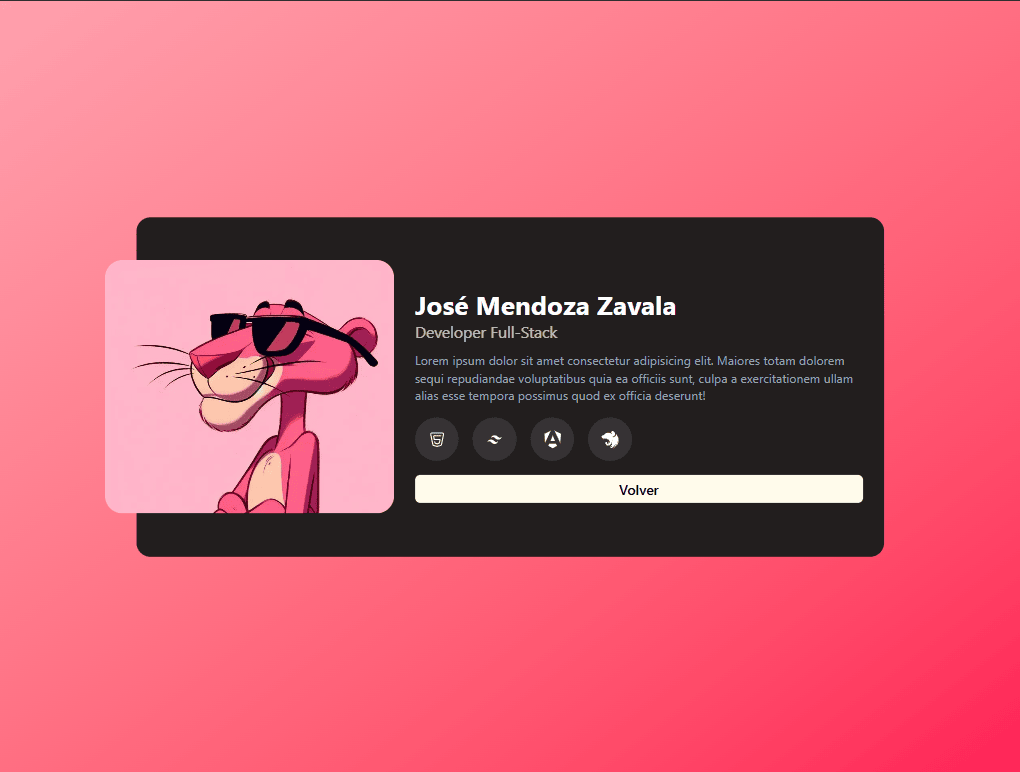 José Mendoza Zavala
Developer Full-Stack
Lorem ipsum dolor sit amet consectetur adipisicing elit. Maiores totam dolorem
sequi repudiandae voluptatibus quia ea officiis sunt, culpa a exercitationem ullam
alias esse tempora possimus quod ex officia deserunt!
Volver